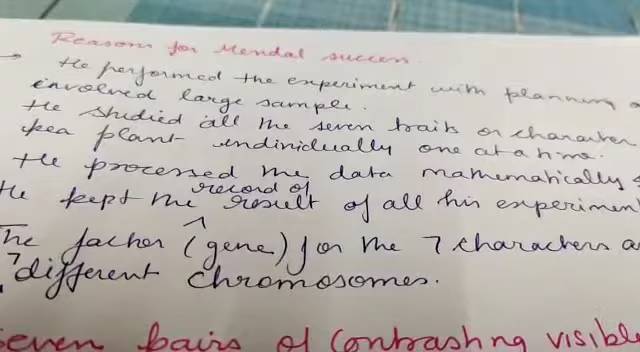 Reasons for Mendal success.
He performed the experiment with planning
involved large sample.
He studied all the seven traits or character
pea plant undinidually one at a time.
He processed the data mathematically &
He kept the record of result of all his experiment
The factor (gene) for the 7 characters a
7 different chromosomes.
Seven pairs of Contrasting visible